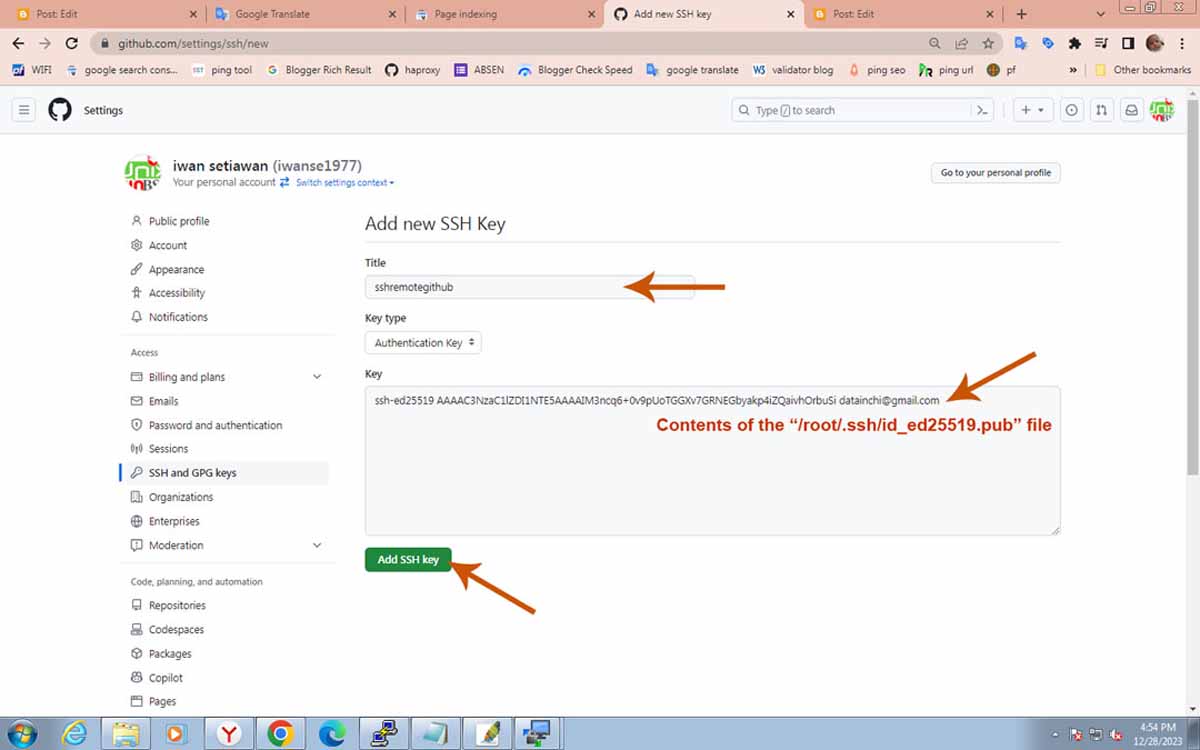 Post: Edit
Google Translate
Page indexing
Add new SSH key
Post: Edit
github.com/settings/ssh/new
WIFI
google search cons...
ping tool
Blogger Rich Result
haproxy
ABSEN
Blogger Check Speed
google translate
validator blog
ping seo
ping url
pf
»
Other bookmarks
Settings
Type / to search
iwan setiawan (iwanse1977)
Your personal account
Switch settings context
Go to your personal profile
Public profile
Account
Appearance
Accessibility
Notifications
Access
Billing and plans
Emails
Password and authentication
Sessions
SSH and GPG keys
Organizations
Enterprises
Moderation
Code, planning, and automation
Repositories
Codespaces
Packages
Copilot
Pages
Add new SSH Key
Title
sshremotegithub
Key type
Authentication Key
Key
ssh-ed25519 AAAAC3NzaC1lZDI1NTE5AAAAIM3ncq6+0v9pUoTGGXv7GRNEGbyakp4iZQaivhOrbuSi datainchi@gmail.com
Contents of the “/root/.ssh/id_ed25519.pub” file
Add SSH key
4:54 PM
12/28/2023